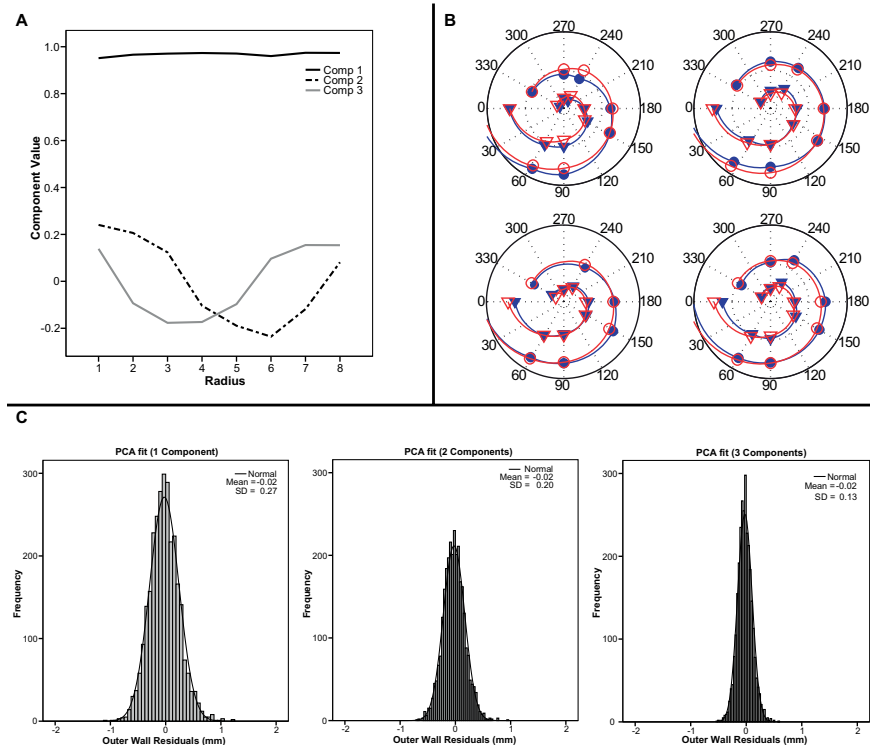 A
Component Value
1.0
0.8
0.6
0.4
0.2
0
-0.2
Comp 1
Comp 2
Comp 3
1 2 3 4 5 6 7 8
Radius
B
270
300 240
330 210
0 180
30 150
60 120
90
270
300 240
330 210
0 180
30 150
60 120
90
270
300 240
330 210
0 180
30 150
60 120
90
270
300 240
330 210
0 180
30 150
60 120
90
C
PCA fit (1 Component)
Normal
Mean =-0.02
SD = 0.27
Frequency
300
200
100
0
-2 -1 0 1 2
Outer Wall Residuals (mm)
PCA fit (2 Components)
Normal
Mean =-0.02
SD = 0.20
Frequency
300
200
100
0
-2 -1 0 1 2
Outer Wall Residuals (mm)
PCA fit (3 Components)
Normal
Mean =-0.02
SD = 0.13
Frequency
300
200
100
0
-2 -1 0 1 2
Outer Wall Residuals (mm)